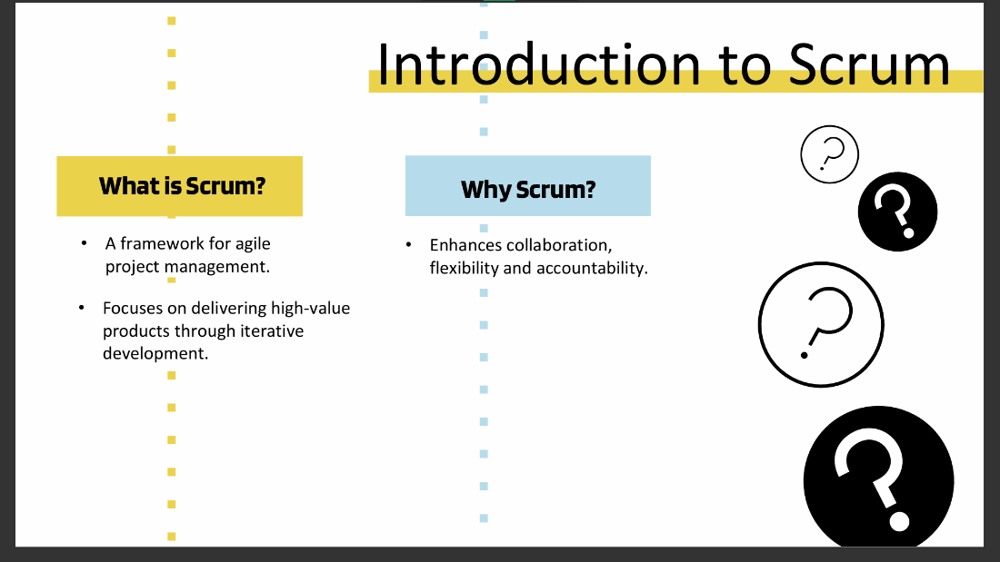 Introduction to Scrum
What is Scrum?
• A framework for agile
project management.
• Focuses on delivering high-value
products through iterative
development.
Why Scrum?
• Enhances collaboration,
flexibility and accountability.
?
?
?
?